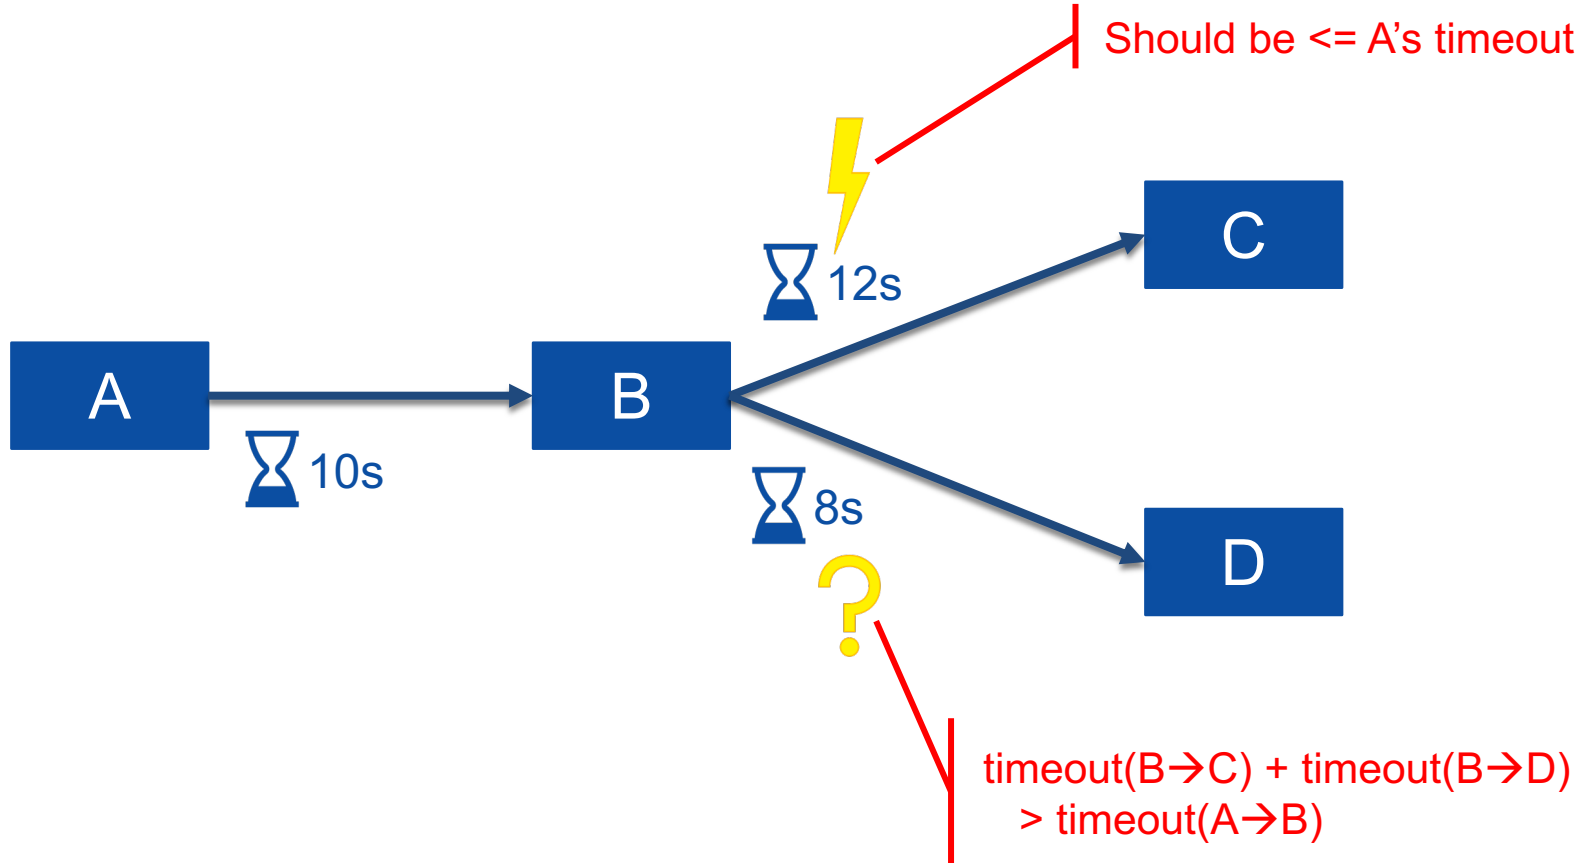 Should be <= A’s timeout
C
12s
A
B
10s
8s
D
timeout(B→C) + timeout(B→D)
> timeout(A→B)